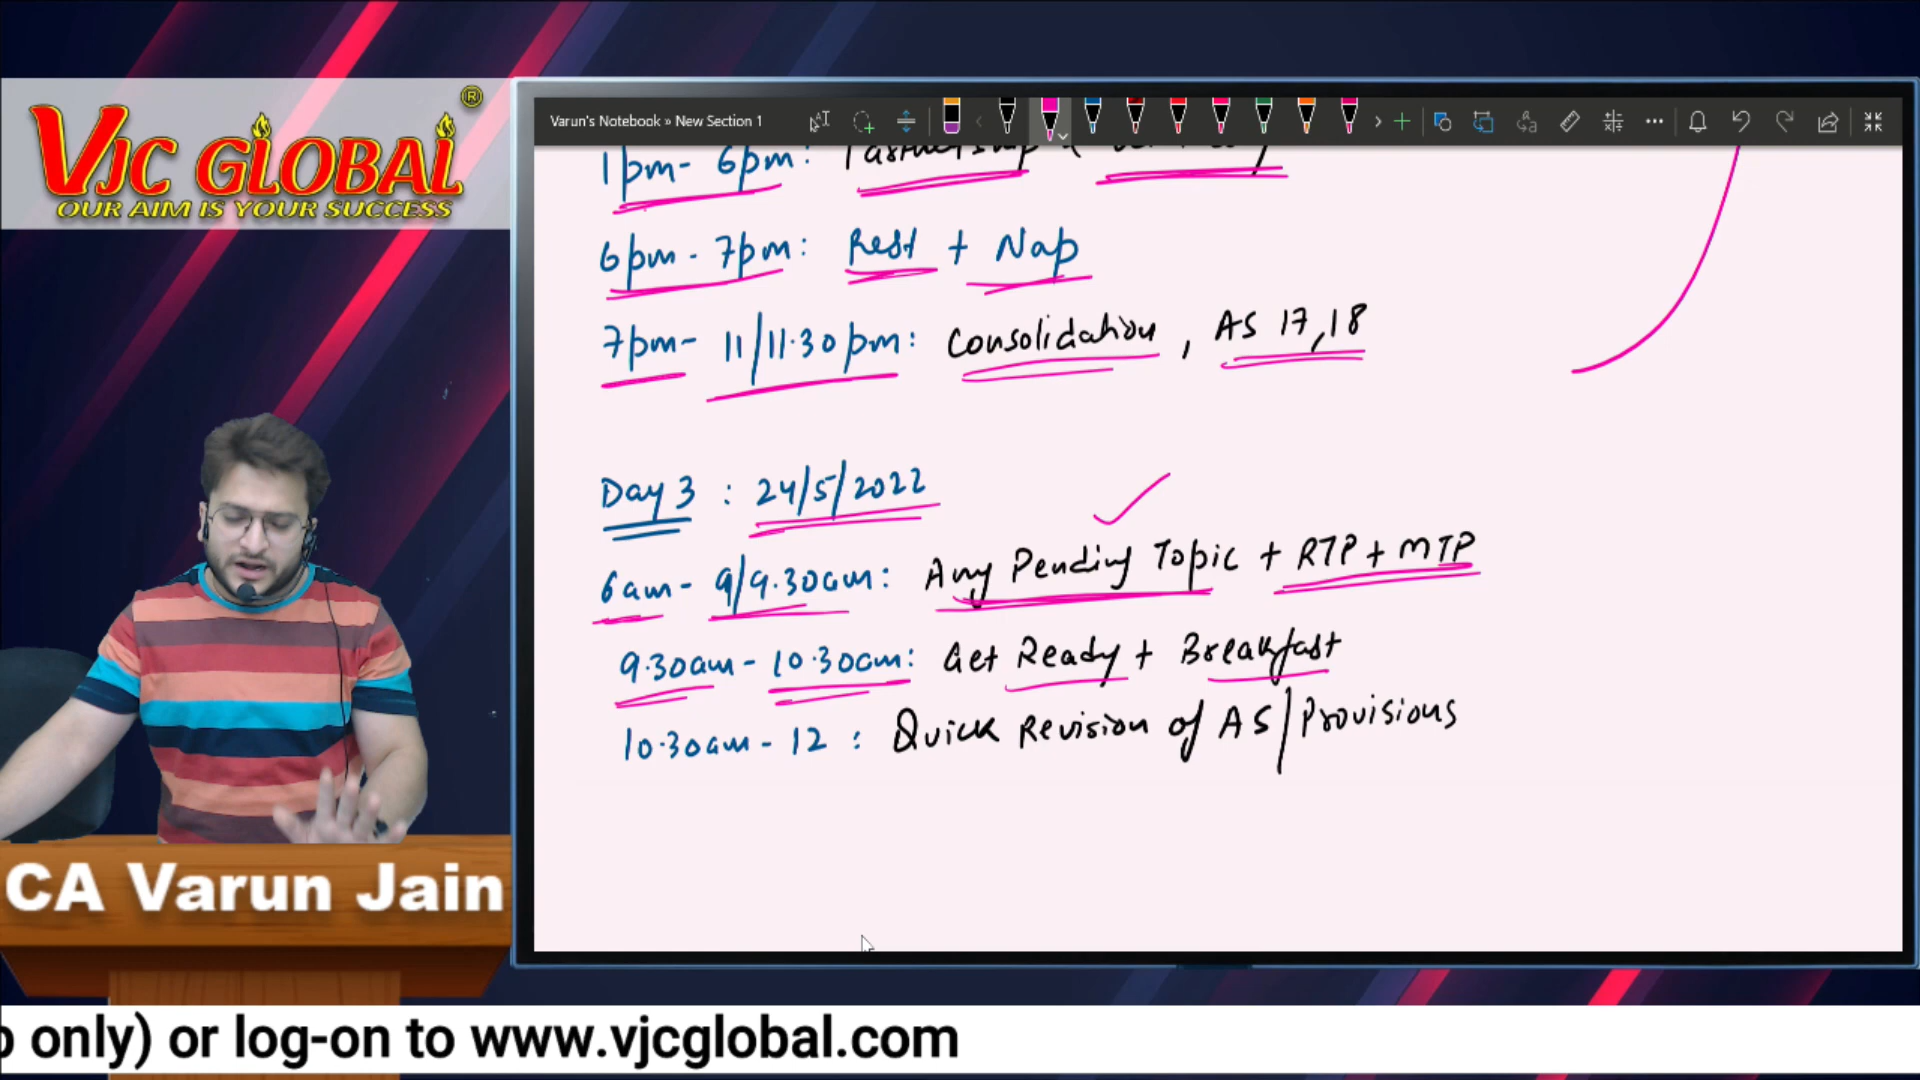 VJC GLOBAL ®
OUR AIM IS YOUR SUCCESS
Varun's Notebook » New Section 1
1pm - 6pm : Partnership
6pm - 7pm : Rest + Nap
7pm - 11/11.30pm : Consolidation , AS 17,18
Day 3 : 24/5/2022
6am - 9/9.30am : Any Pending Topic + RTP + MTP
9.30am - 10.30am : Get Ready + Breakfast
10.30am - 12 : Quick Revision of AS/Provisions
CA Varun Jain
only) or log-on to www.vjcglobal.com